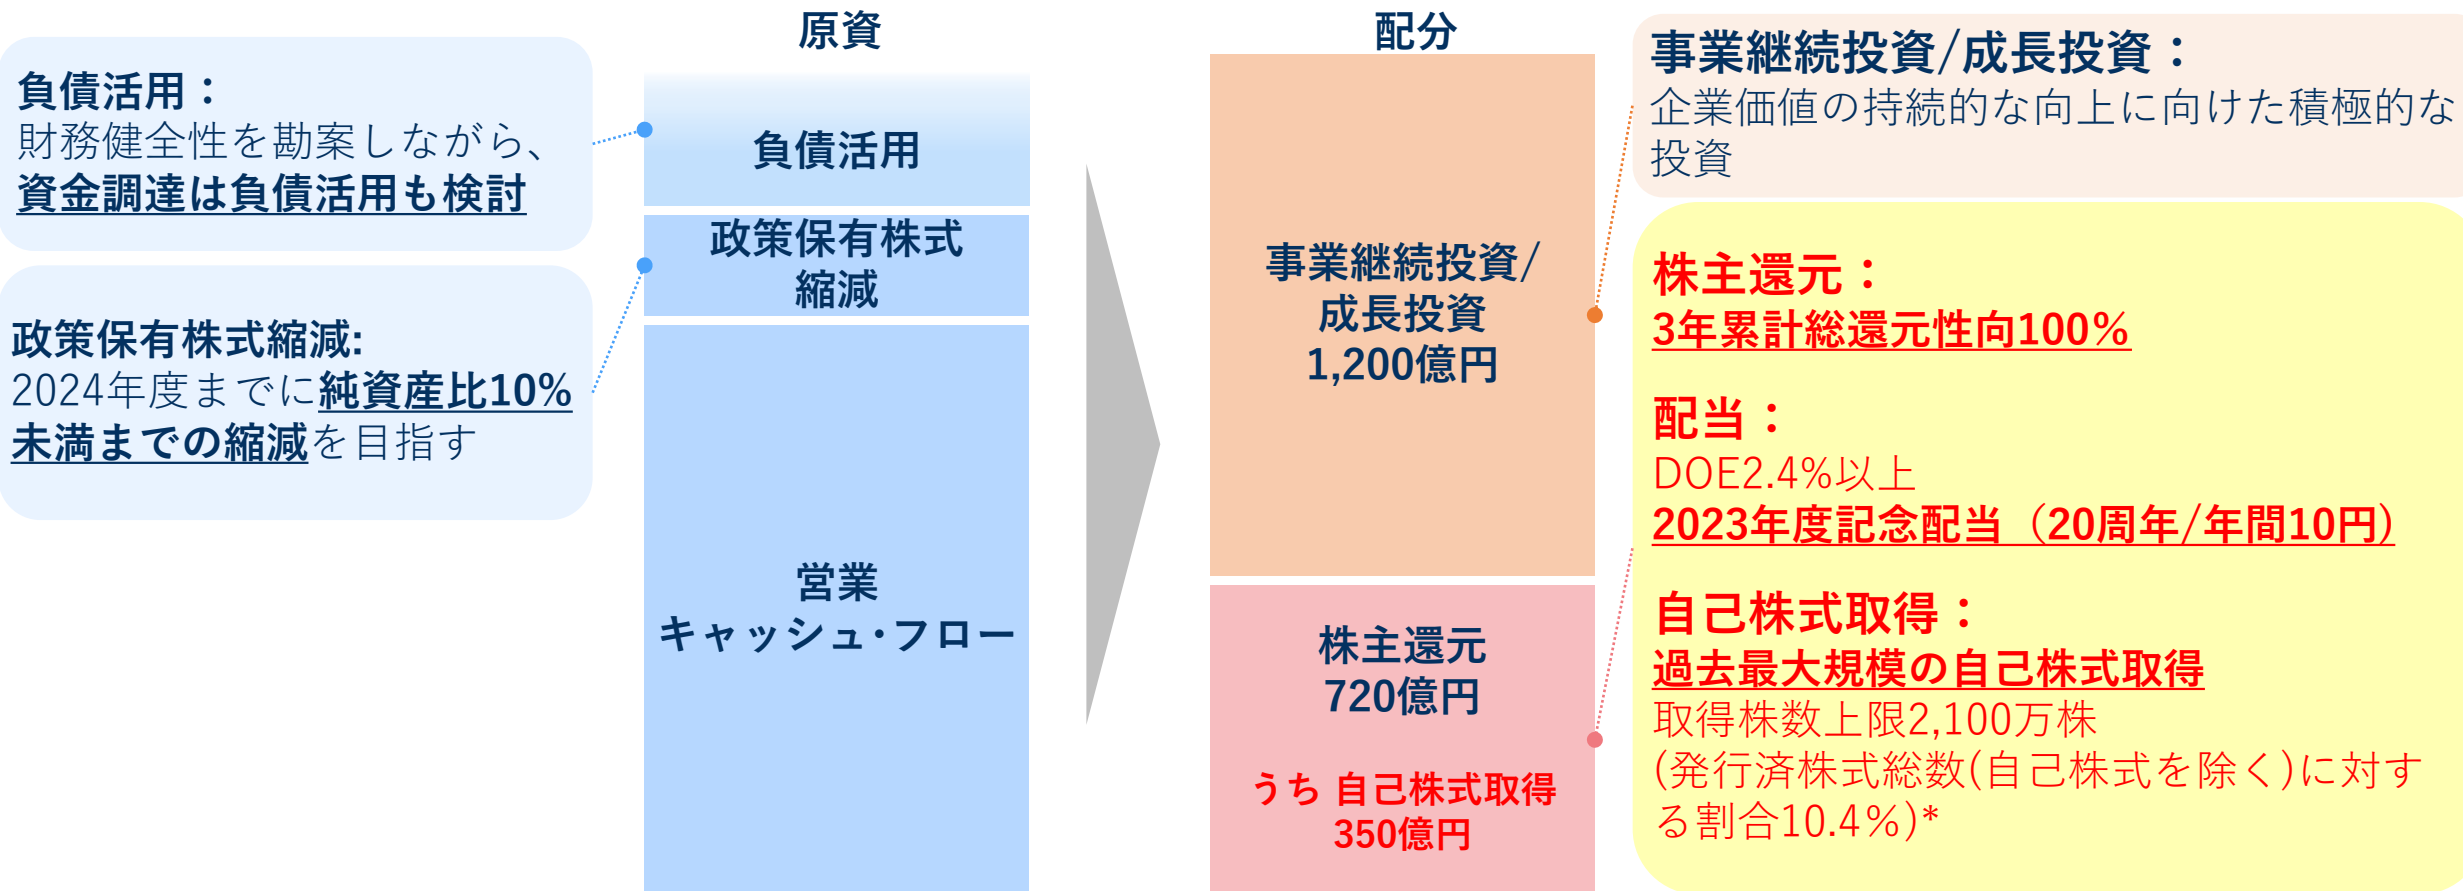 原資
配分
負債活用：
財務健全性を勘案しながら、
資金調達は負債活用も検討
政策保有株式縮減:
2024年度までに純資産比10%
未満までの縮減を目指す
負債活用
政策保有株式
縮減
営業
キャッシュ・フロー
事業継続投資/
成長投資
1,200億円
株主還元
720億円
うち 自己株式取得
350億円
事業継続投資/成長投資：
企業価値の持続的な向上に向けた積極的な
投資
株主還元：
3年累計総還元性向100%
配当：
DOE2.4%以上
2023年度記念配当（20周年/年間10円）
自己株式取得：
過去最大規模の自己株式取得
取得株数上限2,100万株
(発行済株式総数(自己株式を除く)に対す
る割合10.4%)*